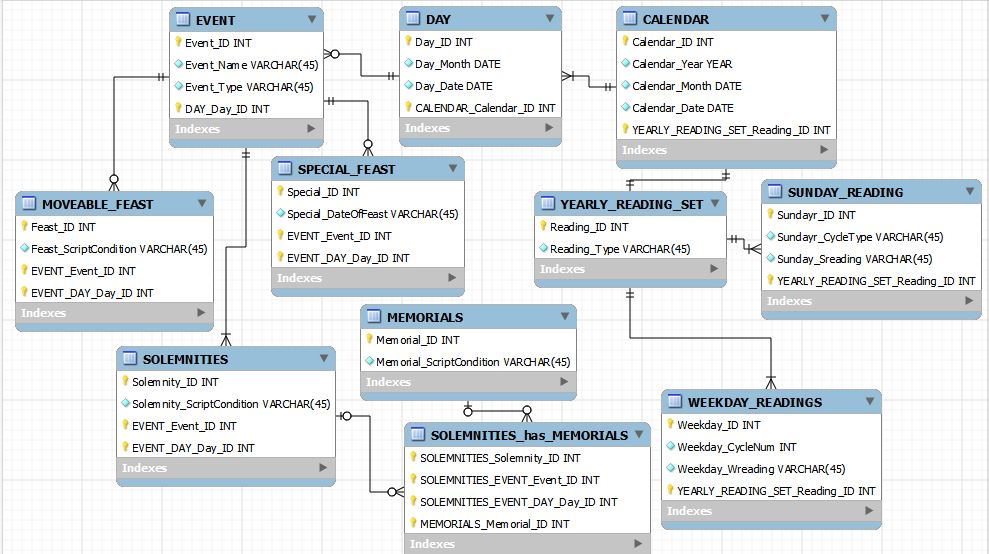 EVENT
Event_ID INT
Event_Name VARCHAR(45)
Event_Type VARCHAR(45)
DAY_Day_ID INT
Indexes
DAY
Day_ID INT
Day_Month DATE
Day_Date DATE
CALENDAR_Calendar_ID INT
Indexes
CALENDAR
Calendar_ID INT
Calendar_Year YEAR
Calendar_Month DATE
Calendar_Date DATE
YEARLY_READING_SET_Reading_ID INT
Indexes
MOVEABLE_FEAST
Feast_ID INT
Feast_ScriptCondition VARCHAR(45)
EVENT_Event_ID INT
EVENT_DAY_Day_ID INT
Indexes
SPECIAL_FEAST
Special_ID INT
Special_DateOfFeast VARCHAR(45)
EVENT_Event_ID INT
EVENT_DAY_Day_ID INT
Indexes
YEARLY_READING_SET
Reading_ID INT
Reading_Type VARCHAR(45)
Indexes
SUNDAY_READING
Sundayr_ID INT
Sundayr_CycleType VARCHAR(45)
Sunday_Sreading VARCHAR(45)
YEARLY_READING_SET_Reading_ID INT
Indexes
SOLEMNITIES
Solemnity_ID INT
Solemnity_ScriptCondition VARCHAR(45)
EVENT_Event_ID INT
EVENT_DAY_Day_ID INT
Indexes
MEMORIALS
Memorial_ID INT
Memorial_ScriptCondition VARCHAR(45)
Indexes
SOLEMNITIES_has_MEMORIALS
SOLEMNITIES_Solemnity_ID INT
SOLEMNITIES_EVENT_Event_ID INT
SOLEMNITIES_EVENT_DAY_Day_ID INT
MEMORIALS_Memorial_ID INT
Indexes
WEEKDAY_READINGS
Weekday_ID INT
Weekday_CycleNum INT
Weekday_Wreading VARCHAR(45)
YEARLY_READING_SET_Reading_ID INT
Indexes